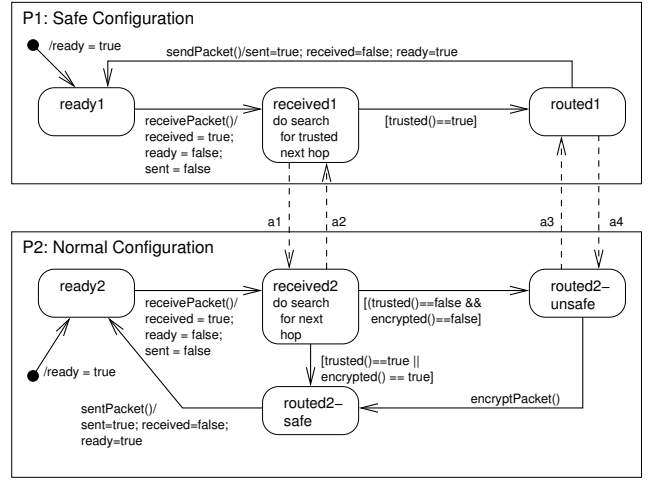 P1: Safe Configuration
/ready = true
sendPacket()/sent=true; received=false; ready=true
ready1
receivePacket()/
received = true;
ready = false;
sent = false
received1
do search
for trusted
next hop
[trusted()==true]
routed1
a1
a2
a3
a4
P2: Normal Configuration
ready2
receivePacket()/
received = true;
ready = false;
sent = false
received2
do search
for next
hop
[(trusted()==false &&
encrypted()==false]
routed2-
unsafe
/ready = true
[trusted()==true ||
encrypted() == true]
sentPacket()/
sent=true; received=false;
ready=true
routed2-
safe
encryptPacket()